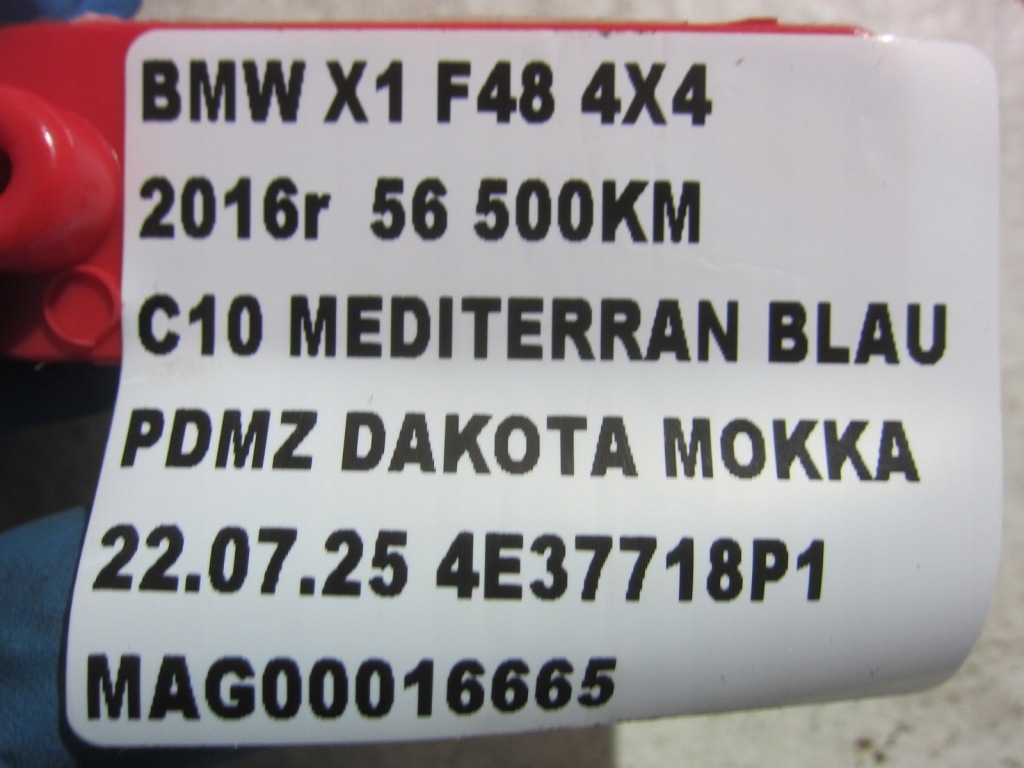 BMW X1 F48 4X4
2016r 56 500KM
C10 MEDITERRAN BLAU
PDMZ DAKOTA MOKKA
22.07.25 4E37718P1
MAG00016665